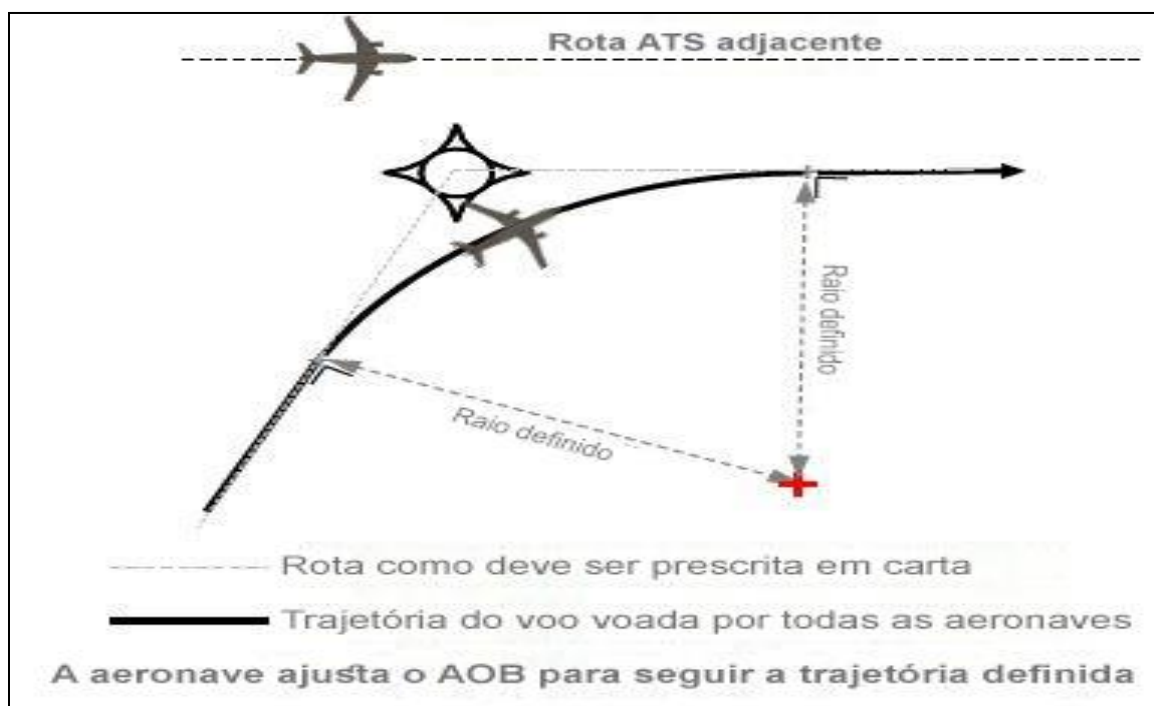 Rota ATS adjacente
Raio definido
Raio definido
Rota como deve ser prescrita em carta
Trajetória do voo voada por todas as aeronaves
A aeronave ajusta o AOB para seguir a trajetória definida